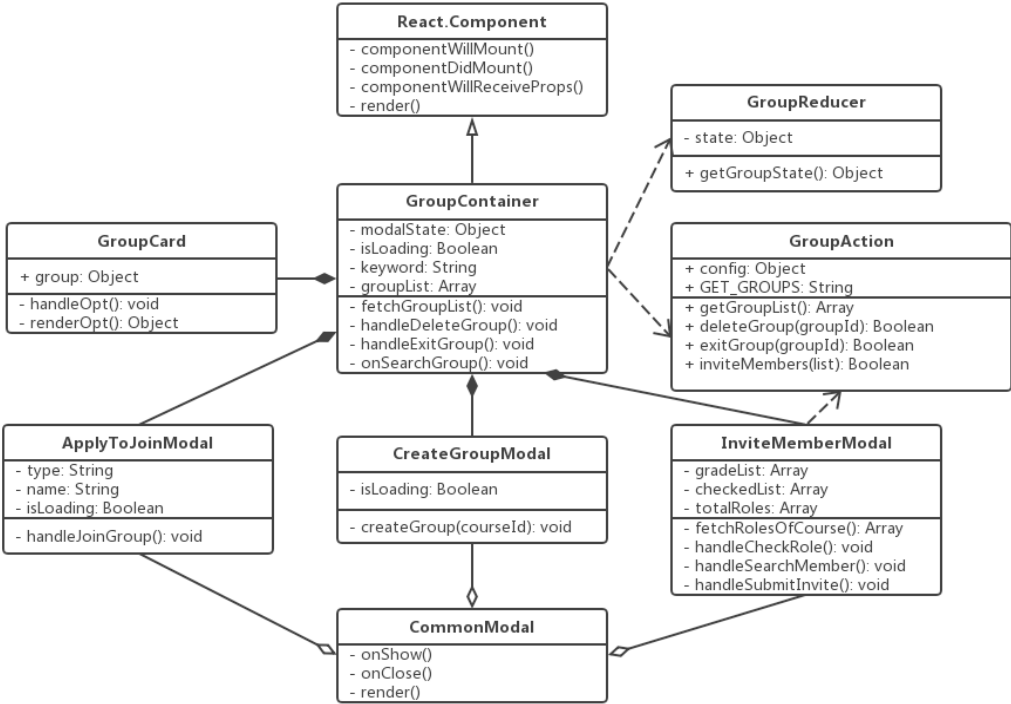 React.Component
- componentWillMount()
- componentDidMount()
- componentWillReceiveProps()
- render()
GroupReducer
- state: Object
+ getGroupState(): Object
GroupContainer
- modalState: Object
- isLoading: Boolean
- keyword: String
- groupList: Array
- fetchGroupList(): void
- handleDeleteGroup(): void
- handleExitGroup(): void
- onSearchGroup(): void
GroupCard
+ group: Object
- handleOpt(): void
- renderOpt(): Object
GroupAction
+ config: Object
+ GET_GROUPS: String
+ getGroupList(): Array
+ deleteGroup(groupId): Boolean
+ exitGroup(groupId): Boolean
+ inviteMembers(list): Boolean
ApplyToJoinModal
- type: String
- name: String
- isLoading: Boolean
- handleJoinGroup(): void
CreateGroupModal
- isLoading: Boolean
- createGroup(courseId): void
InviteMemberModal
- gradeList: Array
- checkedList: Array
- totalRoles: Array
- fetchRolesOfCourse(): Array
- handleCheckRole(): void
- handleSearchMember(): void
- handleSubmitInvite(): void
CommonModal
- onShow()
- onClose()
- render()